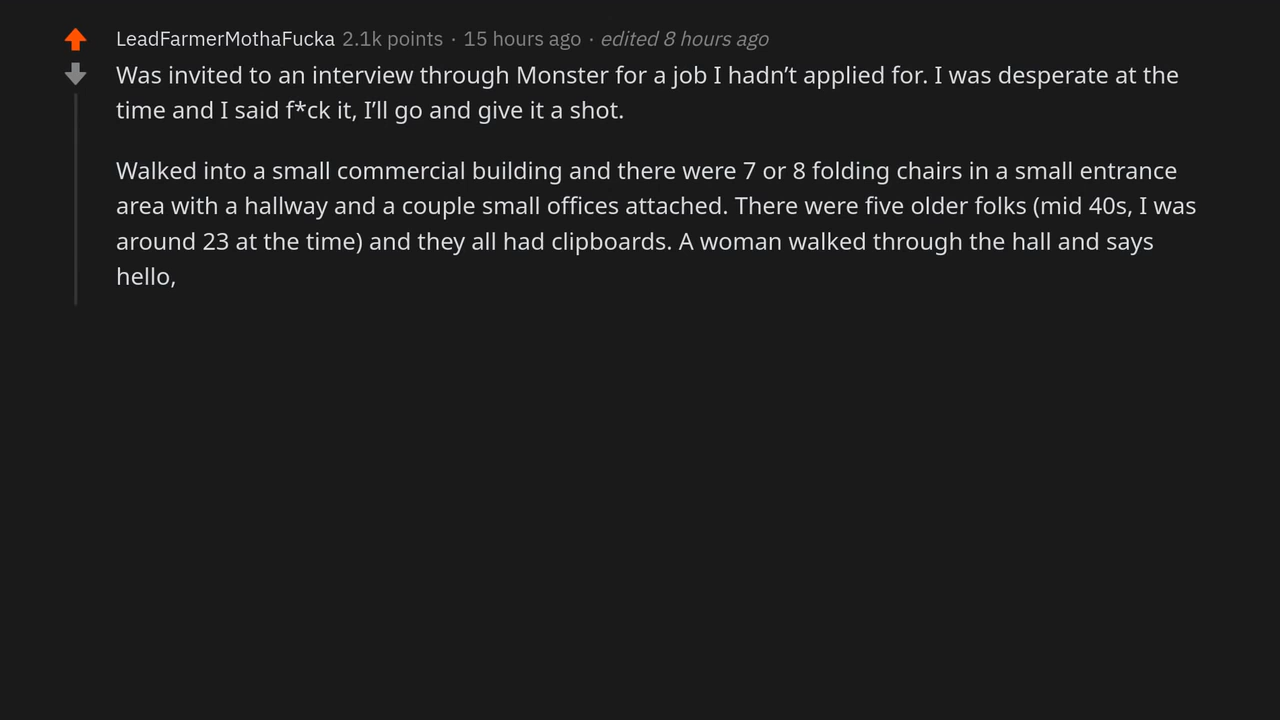 LeadFarmerMothaFucka 2.1k points · 15 hours ago · edited 8 hours ago
Was invited to an interview through Monster for a job I hadn’t applied for. I was desperate at the
time and I said f*ck it, I’ll go and give it a shot.
Walked into a small commercial building and there were 7 or 8 folding chairs in a small entrance
area with a hallway and a couple small offices attached. There were five older folks (mid 40s, I was
around 23 at the time) and they all had clipboards. A woman walked through the hall and says
hello,